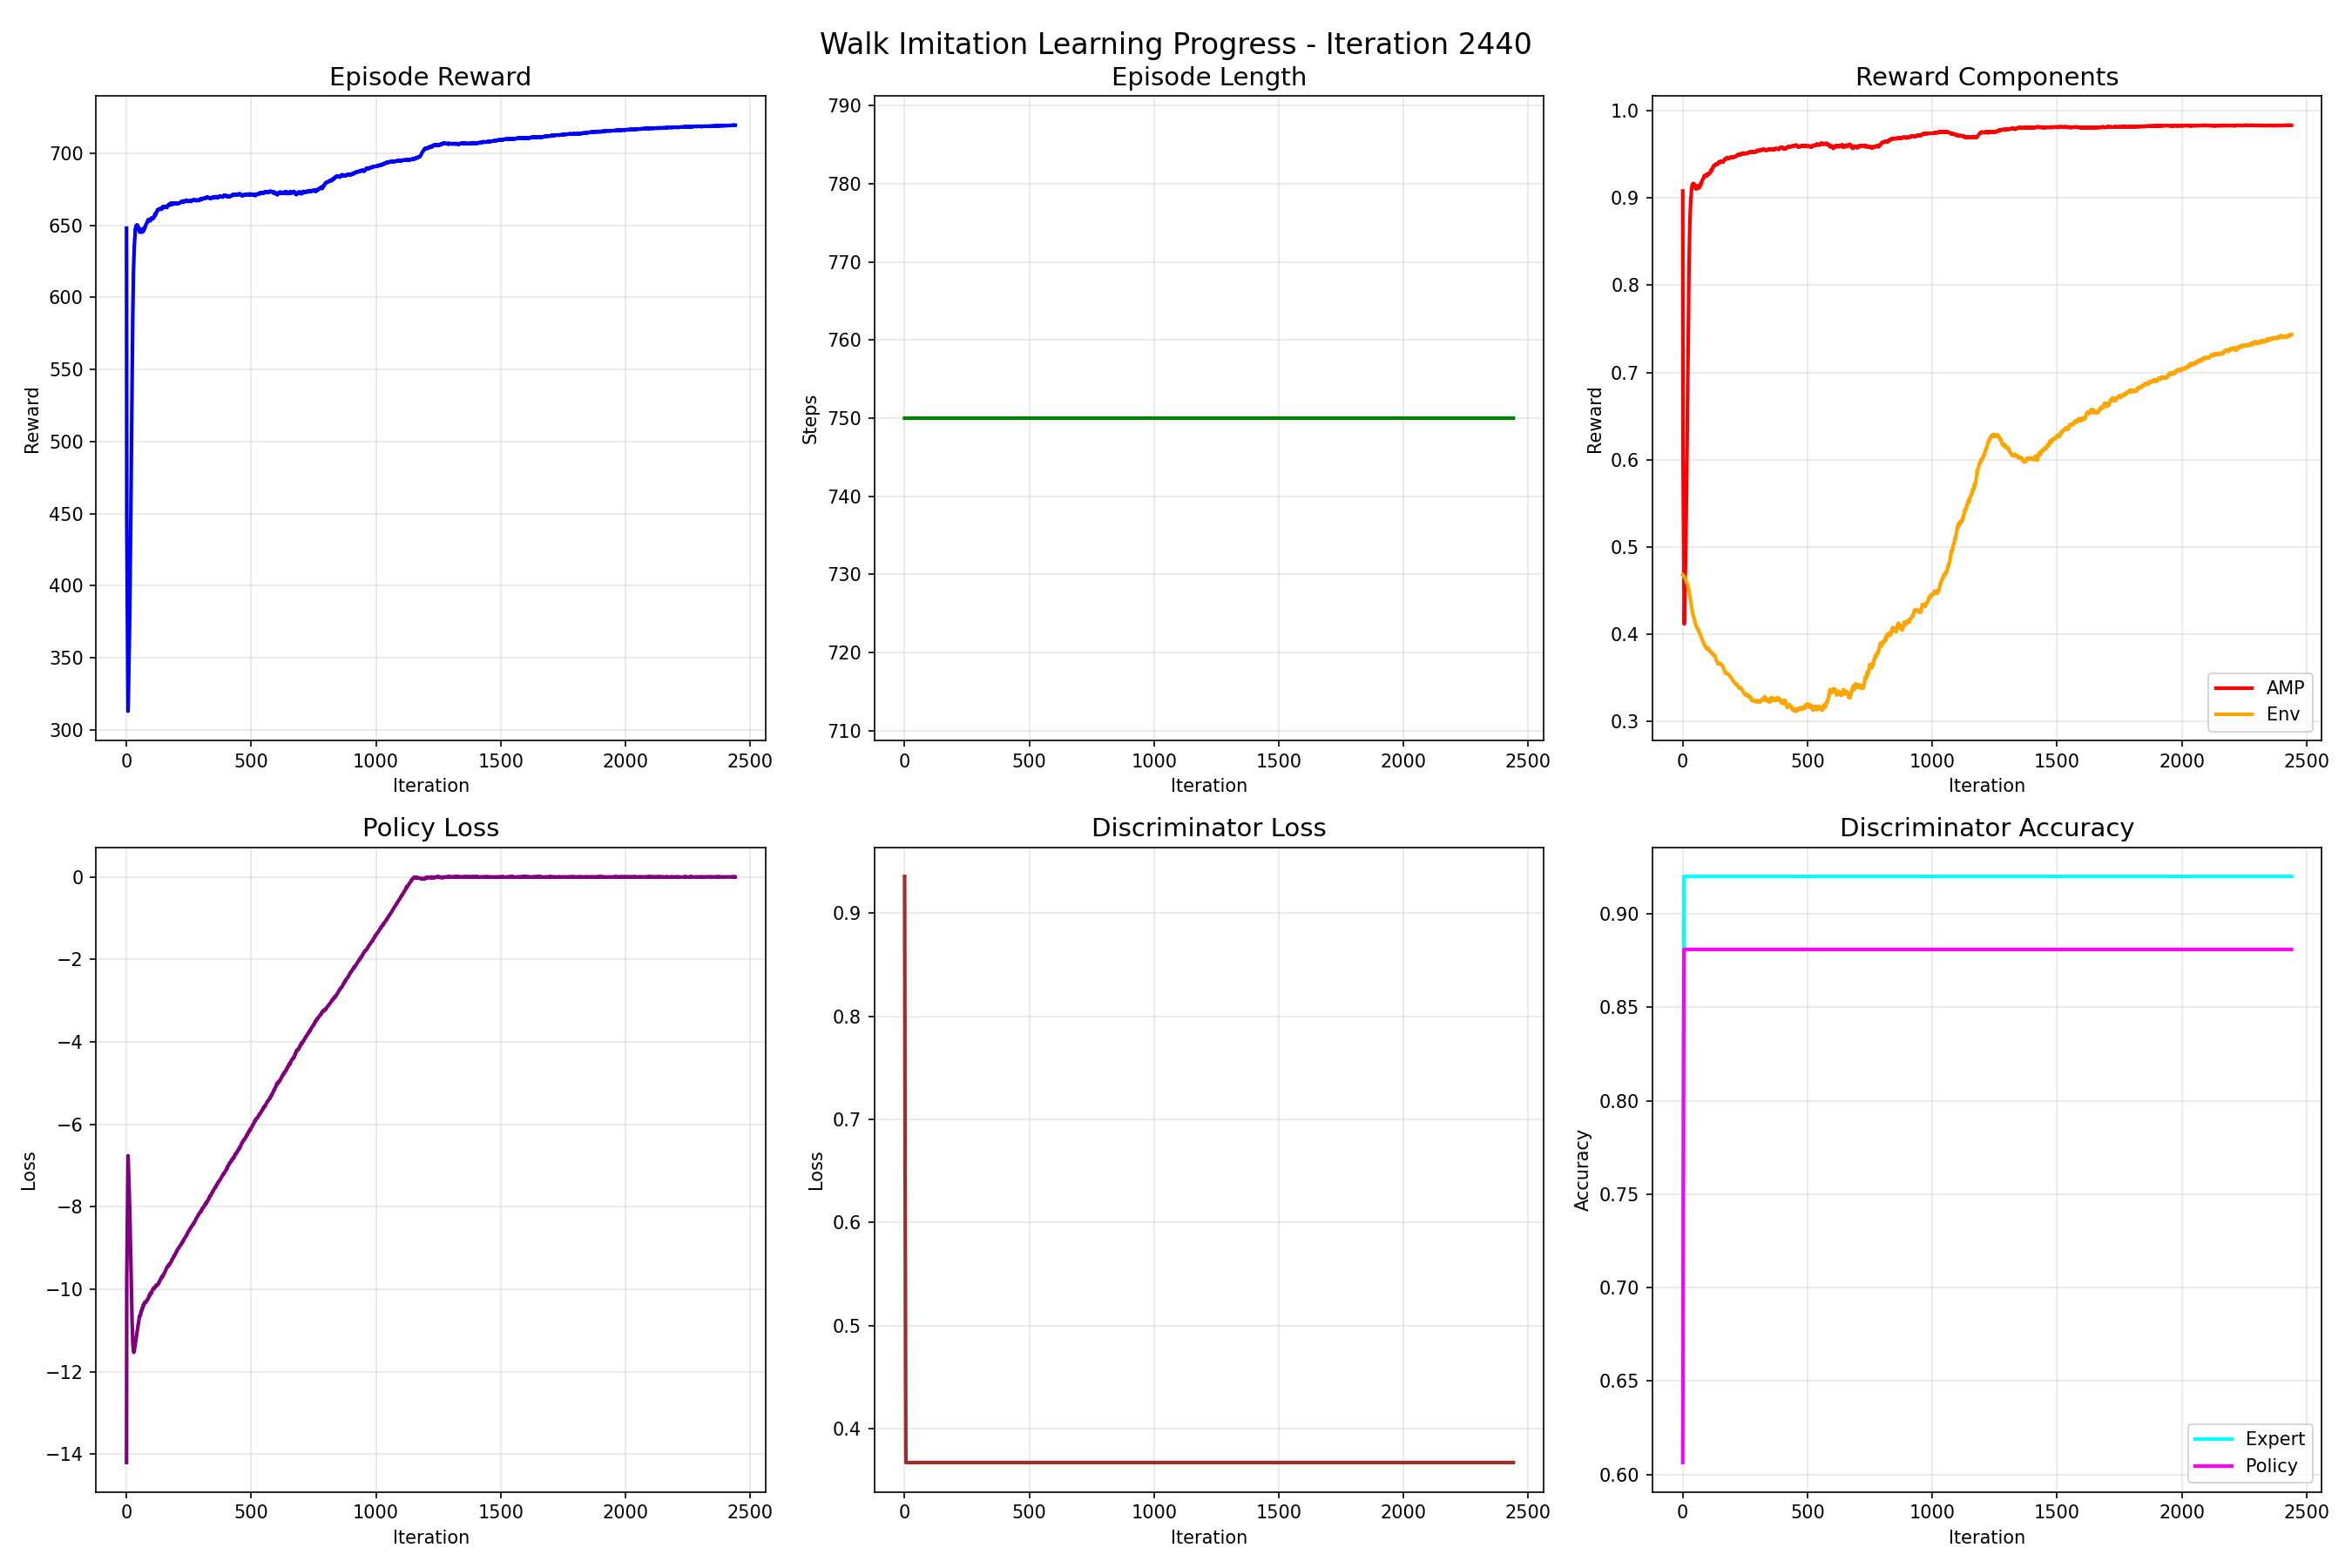 Walk Imitation Learning Progress - Iteration 2440
Episode Reward
Reward
700
650
600
550
500
450
400
350
300
0 500 1000 1500 2000 2500
Iteration
Episode Length
Steps
790
780
770
760
750
740
730
720
710
0 500 1000 1500 2000 2500
Iteration
Reward Components
Reward
1.0
0.9
0.8
0.7
0.6
0.5
0.4
0.3
AMP
Env
0 500 1000 1500 2000 2500
Iteration
Policy Loss
Loss
0
−2
−4
−6
−8
−10
−12
−14
0 500 1000 1500 2000 2500
Iteration
Discriminator Loss
Loss
0.9
0.8
0.7
0.6
0.5
0.4
0 500 1000 1500 2000 2500
Iteration
Discriminator Accuracy
Accuracy
0.90
0.85
0.80
0.75
0.70
0.65
0.60
Expert
Policy
0 500 1000 1500 2000 2500
Iteration